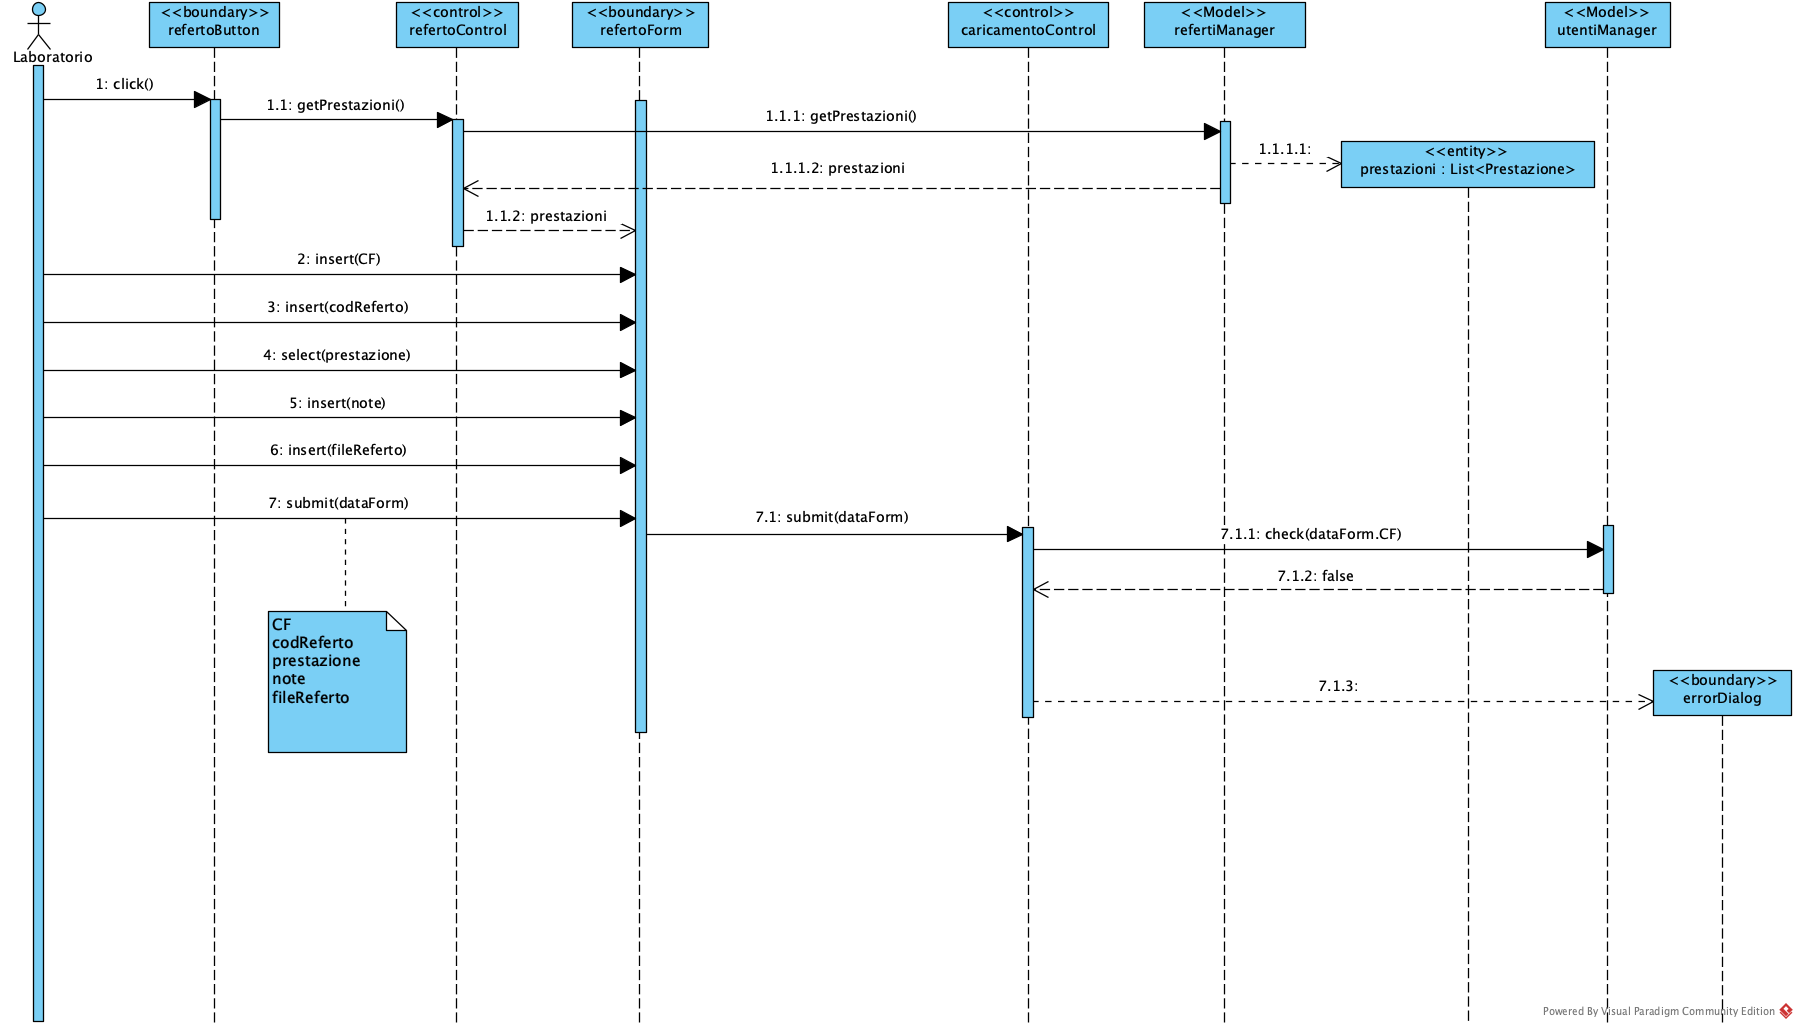 <<boundary>>
refertoButton
<<control>>
refertoControl
<<boundary>>
refertoForm
<<control>>
caricamentoControl
<<Model>>
refertiManager
<<Model>>
utentiManager
Laboratorio
1: click()
1.1: getPrestazioni()
1.1.1: getPrestazioni()
1.1.1.1:
<<entity>>
prestazioni : List<Prestazione>
1.1.1.2: prestazioni
1.1.2: prestazioni
2: insert(CF)
3: insert(codReferto)
4: select(prestazione)
5: insert(note)
6: insert(fileReferto)
7: submit(dataForm)
7.1: submit(dataForm)
7.1.1: check(dataForm.CF)
7.1.2: false
CF
codReferto
prestazione
note
fileReferto
7.1.3:
<<boundary>>
errorDialog
Powered By Visual Paradigm Community Edition